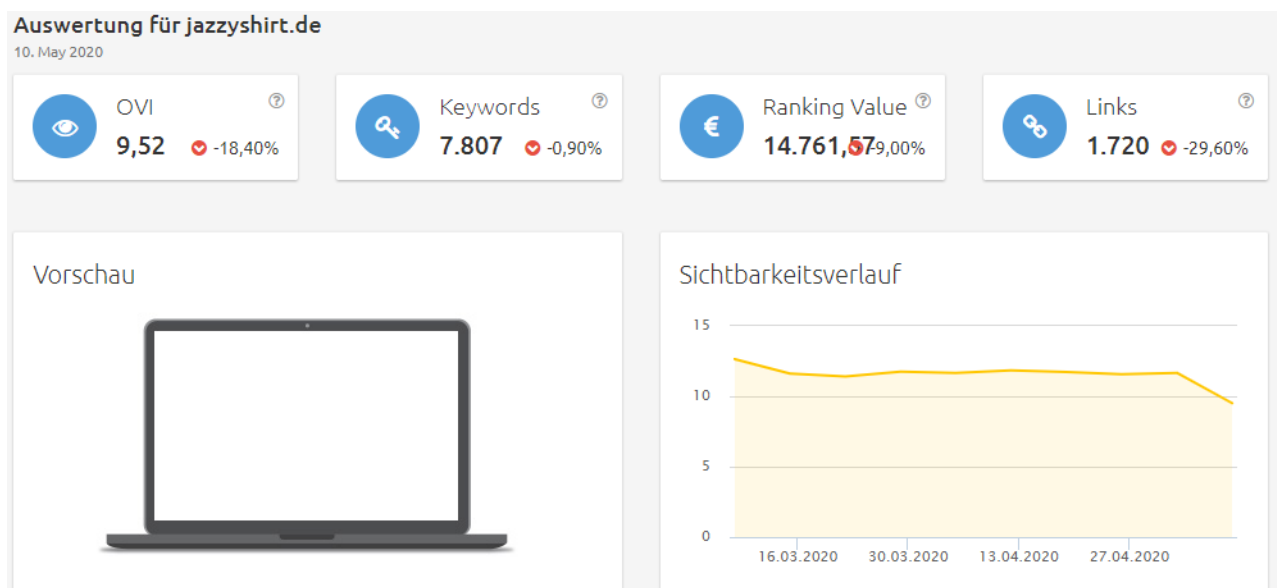 Auswertung für jazzyshirt.de
10. May 2020
OVI
9,52 -18,40%
Keywords
7.807 -0,90%
Ranking Value
14.761,57 -9,00%
Links
1.720 -29,60%
Vorschau
Sichtbarkeitsverlauf
15
10
5
0
16.03.2020 30.03.2020 13.04.2020 27.04.2020